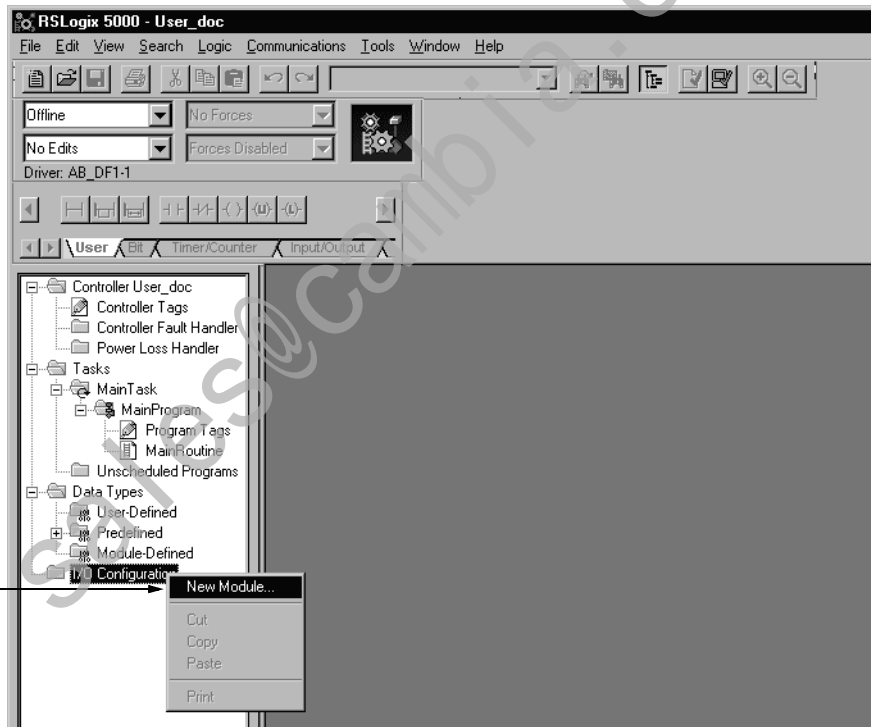 RSLogix 5000 - User_doc
File Edit View Search Logic Communications Tools Window Help
Offline No Forces
No Edits Forces Disabled
Driver: AB_DF1-1
User Bit Timer/Counter Input/Output
Controller User_doc
Controller Tags
Controller Fault Handler
Power Loss Handler
Tasks
MainTask
MainProgram
Program Tags
MainRoutine
Unscheduled Programs
Data Types
User-Defined
Predefined
Module-Defined
I/O Configuration
New Module...
Cut
Copy
Paste
Print